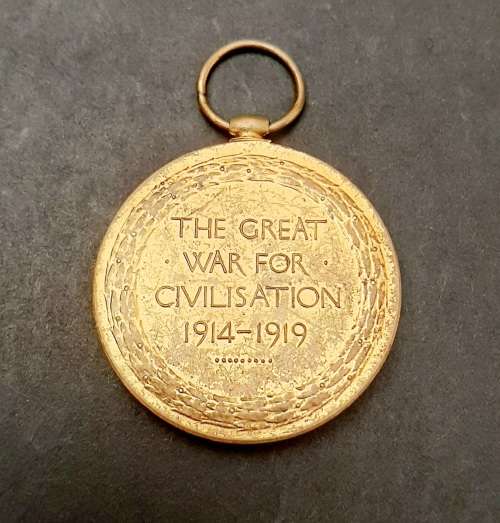 THE GREAT
· WAR FOR ·
CIVILISATION
1914-1919